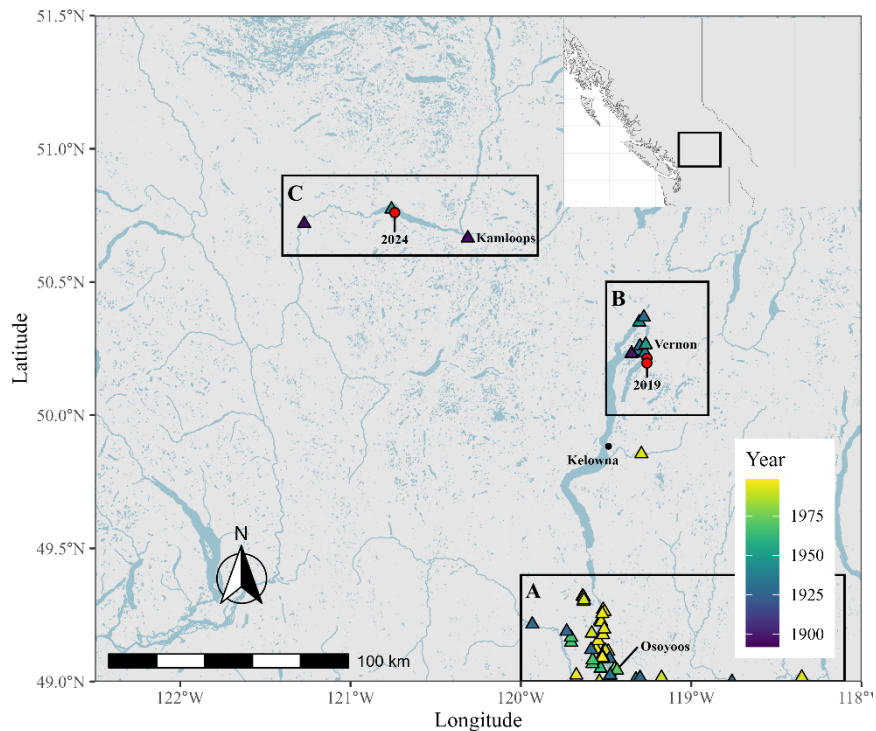 51.5°N
51.0°N
50.5°N
50.0°N
49.5°N
49.0°N
Latitude
C
2024
Kamloops
B
Vernon
2019
Kelowna
Year
1975
1950
1925
1900
N
A
Osoyoos
100 km
122°W
121°W
120°W
119°W
118°W
Longitude